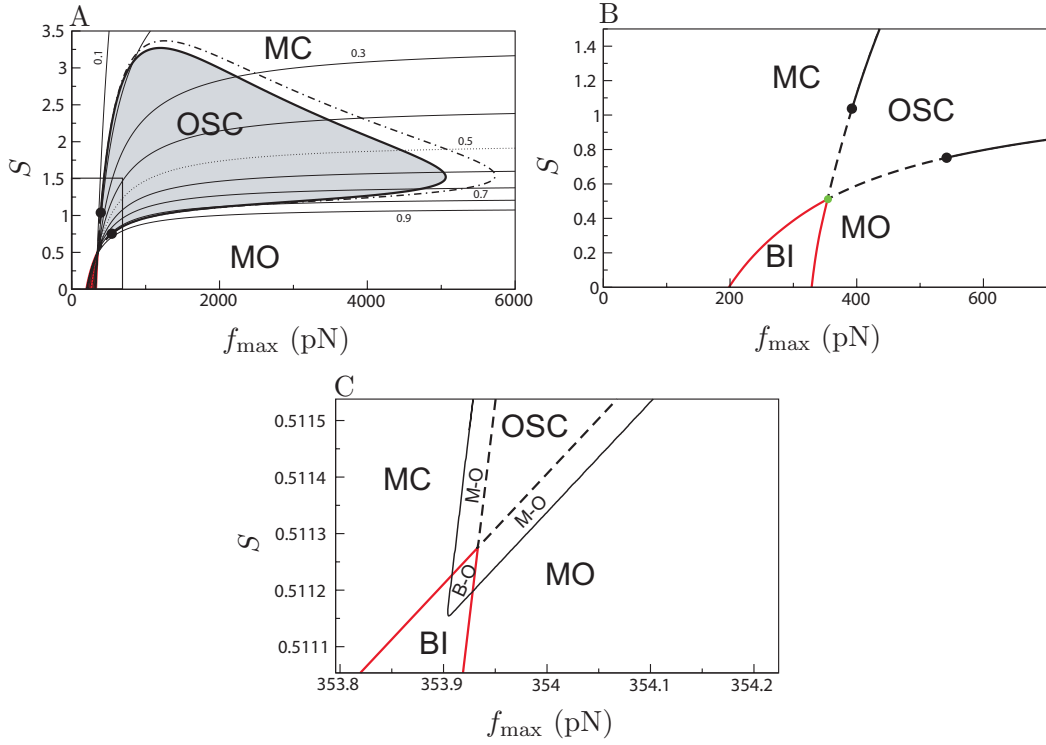 A
3.5
3
2.5
2
1.5
1
0.5
0
S
0.1
MC
0.3
OSC
0.5
0.7
0.9
MO
0 2000 4000 6000
f_max (pN)
B
1.4
1.2
1
0.8
0.6
0.4
0.2
0
S
MC
OSC
MO
BI
0 200 400 600
f_max (pN)
C
0.5115
0.5114
0.5113
0.5112
0.5111
S
OSC
MC
M-O
M-O
B-O
MO
BI
353.8 353.9 354 354.1 354.2
f_max (pN)